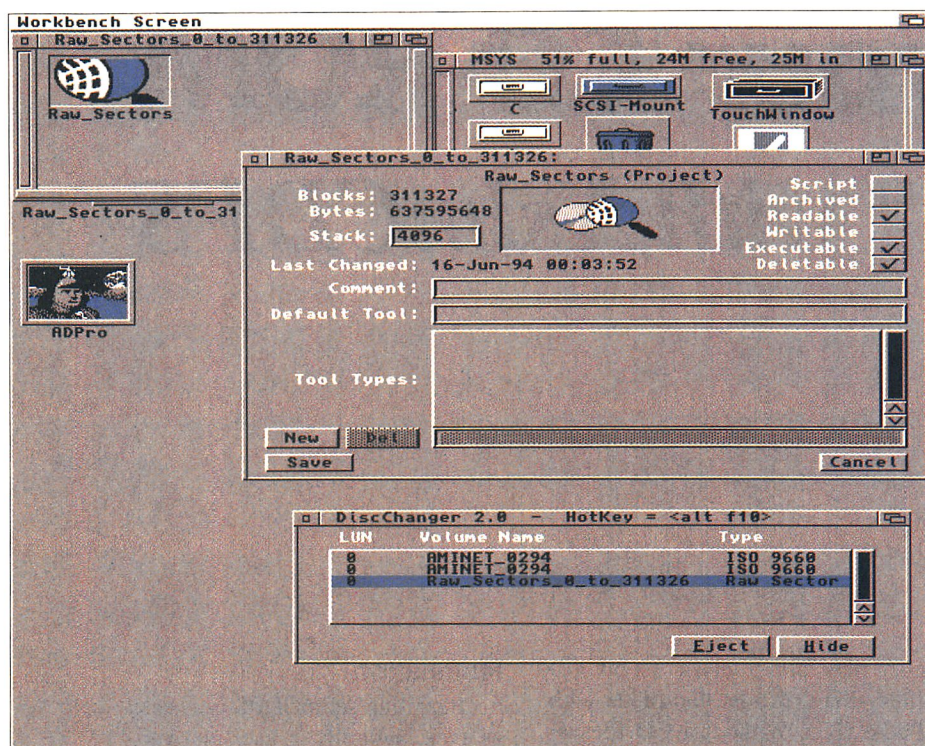 Workbench Screen
Raw_Sectors_0_to_311326 1
Raw_Sectors
MSYS 51% full, 24M free, 25M in
C
SCSI-Mount
TouchWindow
Raw_Sectors_0_to_31
ADPro
Raw_Sectors_0_to_311326:
Raw_Sectors (Project)
Blocks: 311327
Bytes: 637595648
Stack: 4096
Script
Archived
Readable
Writable
Executable
Deletable
Last Changed: 16-Jun-94 00:03:52
Comment:
Default Tool:
Tool Types:
New Del
Save Cancel
DiscChanger 2.0 - HotKey = <alt f10>
LUN Volume Name Type
0 AMINET_0294 ISO 9660
0 AMINET_0294 ISO 9660
0 Raw_Sectors_0_to_311326 Raw Sector
Eject Hide